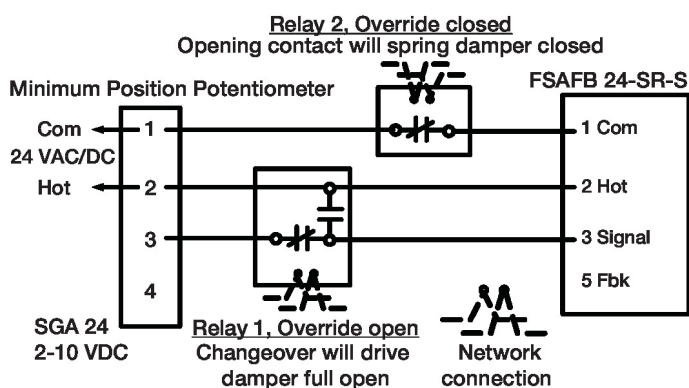 Relay 2, Override closed
Opening contact will spring damper closed
Minimum Position Potentiometer
FSAFB 24-SR-S
Com
1
1 Com
24 VAC/DC
Hot
2
2 Hot
3
3 Signal
4
5 Fbk
SGA 24
2-10 VDC
Relay 1, Override open
Changeover will drive
damper full open
Network
connection